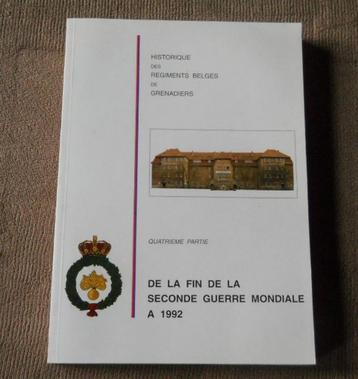 HISTORIQUE
DES
REGIMENTS BELGES
DE
GRENADIERS
QUATRIEME PARTIE
DE LA FIN DE LA
SECONDE GUERRE MONDIALE
A 1992